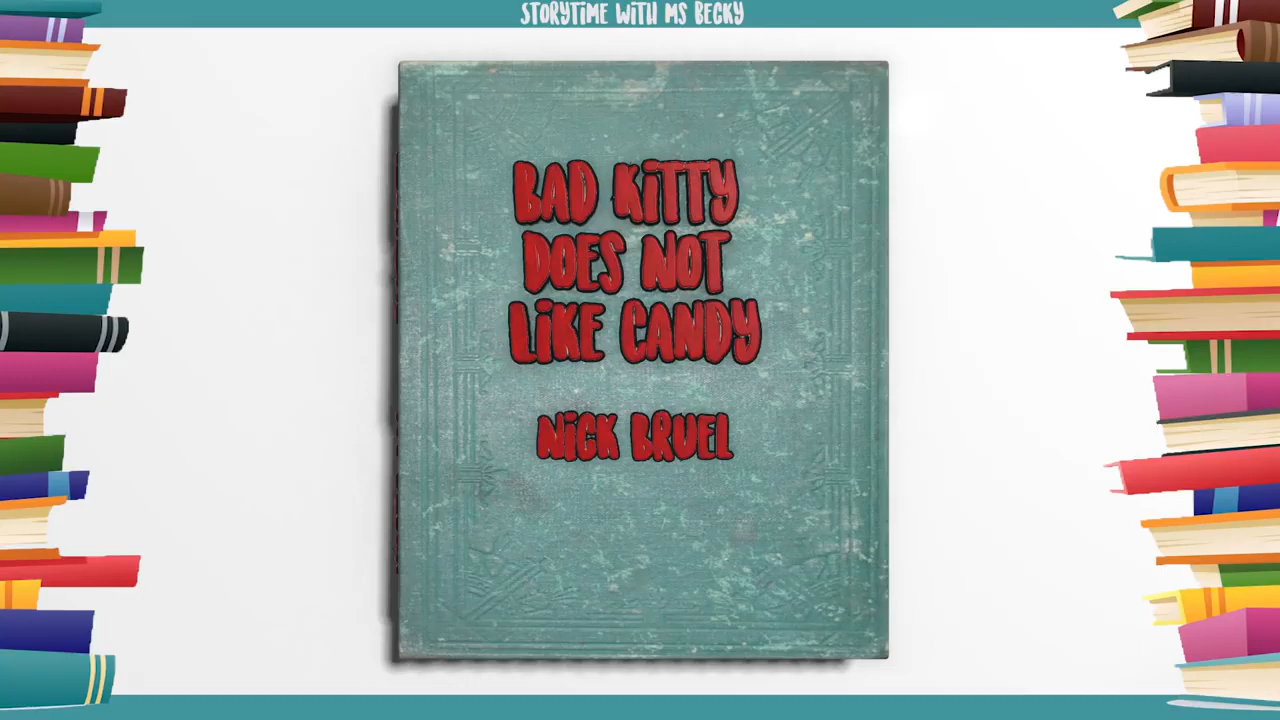 STORYTIME WITH MS BECKY
BAD KITTY
DOES NOT
LIKE CANDY
NICK BRUEL